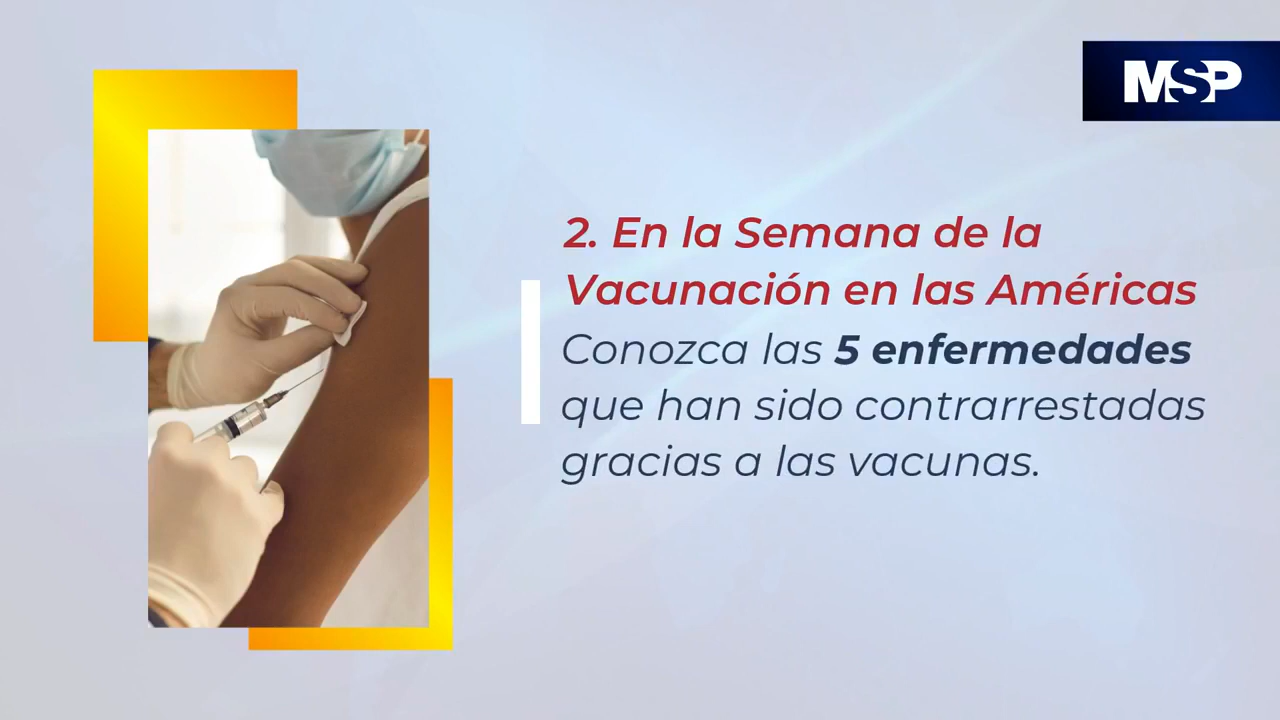 MSP
2. En la Semana de la
Vacunación en las Américas
Conozca las 5 enfermedades
que han sido contrarrestadas
gracias a las vacunas.